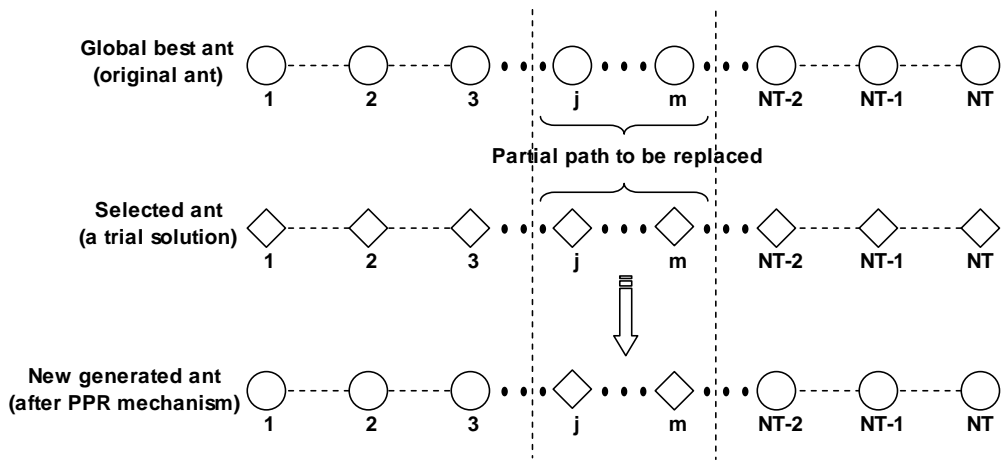 Global best ant
(original ant)
1 2 3 j m NT-2 NT-1 NT
Partial path to be replaced
Selected ant
(a trial solution)
1 2 3 j m NT-2 NT-1 NT
New generated ant
(after PPR mechanism)
1 2 3 j m NT-2 NT-1 NT